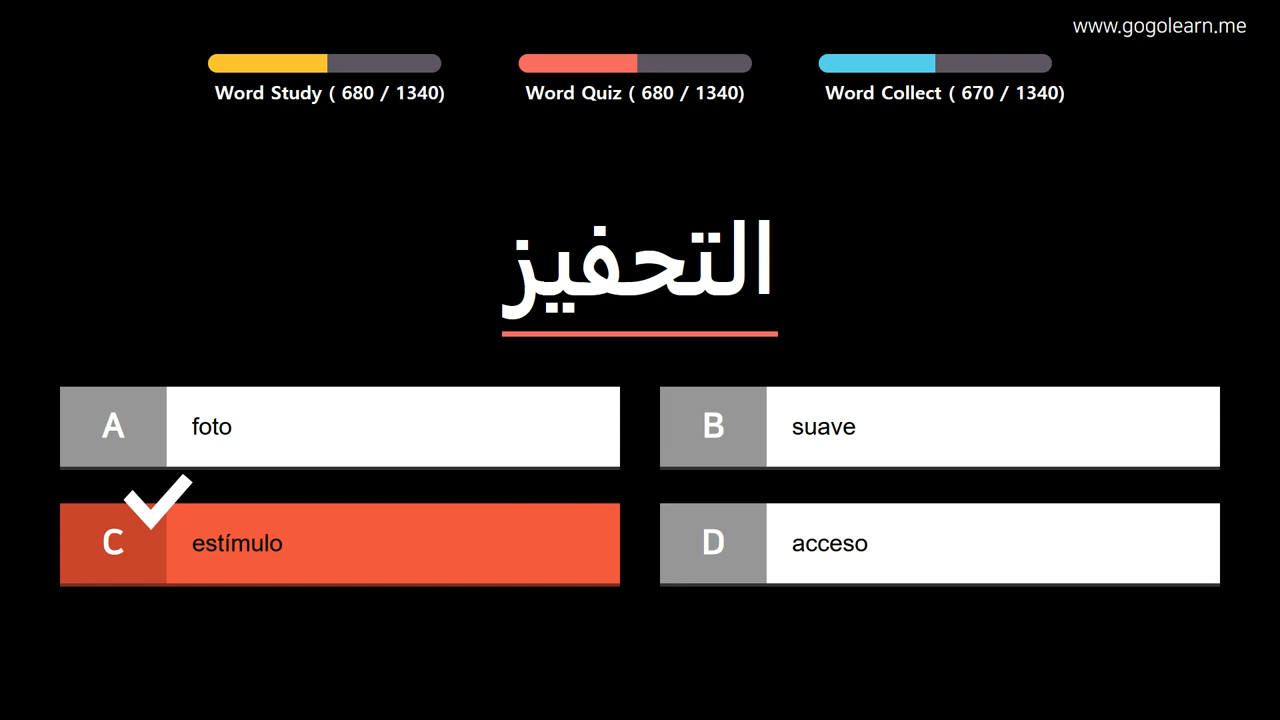 www.gogolearn.me
Word Study ( 680 / 1340)
Word Quiz ( 680 / 1340)
Word Collect ( 670 / 1340)
التحفيز
A foto
B suave
C estímulo
D acceso